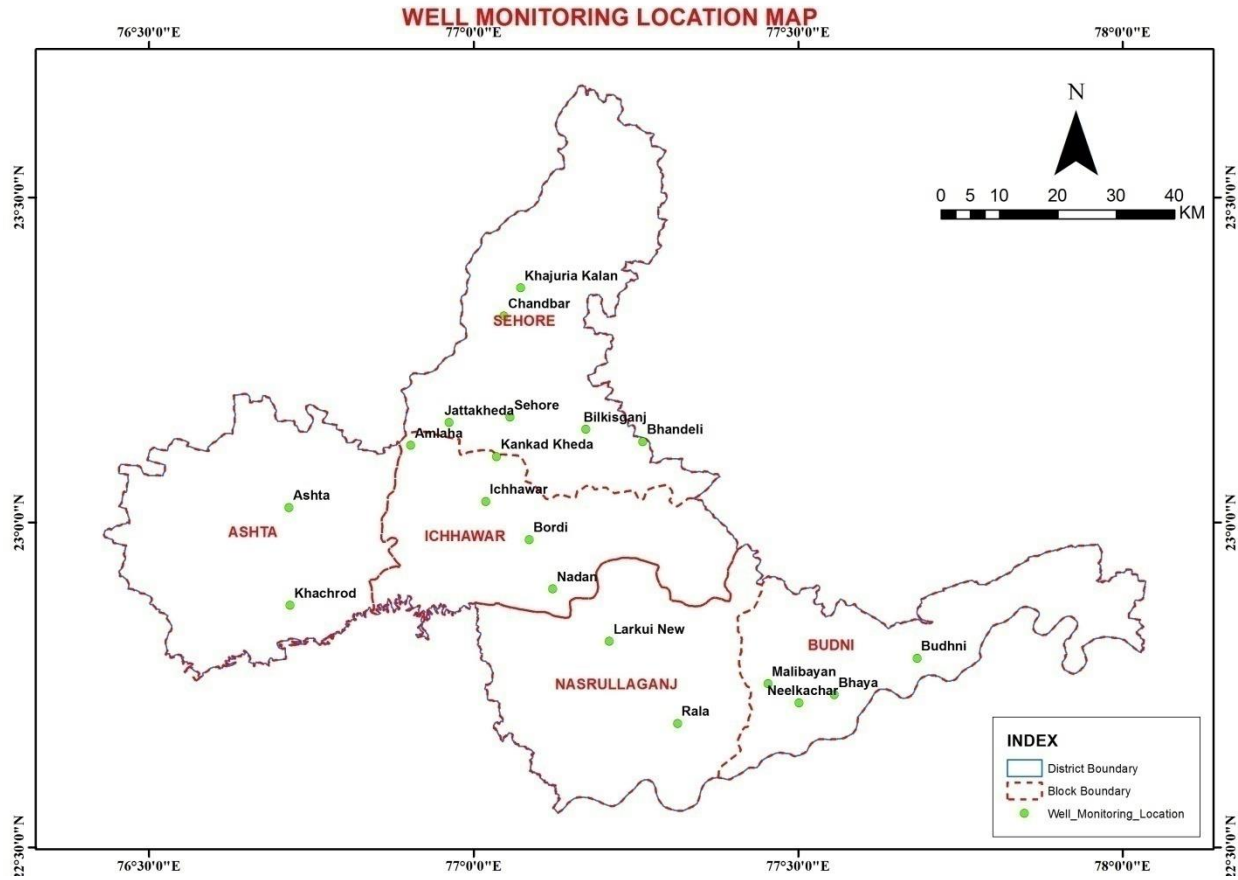 WELL MONITORING LOCATION MAP
76°30'0"E
77°0'0"E
77°30'0"E
78°0'0"E
N
0 5 10 20 30 40
KM
23°30'0"N
23°30'0"N
Khajuria Kalan
Chandbar
SEHORE
Jattakheda
Sehore
Bilkisganj
Bhandeli
Amlaha
Kankad Kheda
Ashta
Ichhawar
23°0'0"N
23°0'0"N
ASHTA
ICHHAWAR
Bordi
Nadan
Khachrod
Larkui New
BUDNI
Budhni
NASRULLAGANJ
Malibayan
Neelkachar
Bhaya
Rala
INDEX
District Boundary
Block Boundary
Well_Monitoring_Location
22°30'0"N
22°30'0"N
76°30'0"E
77°0'0"E
77°30'0"E
78°0'0"E